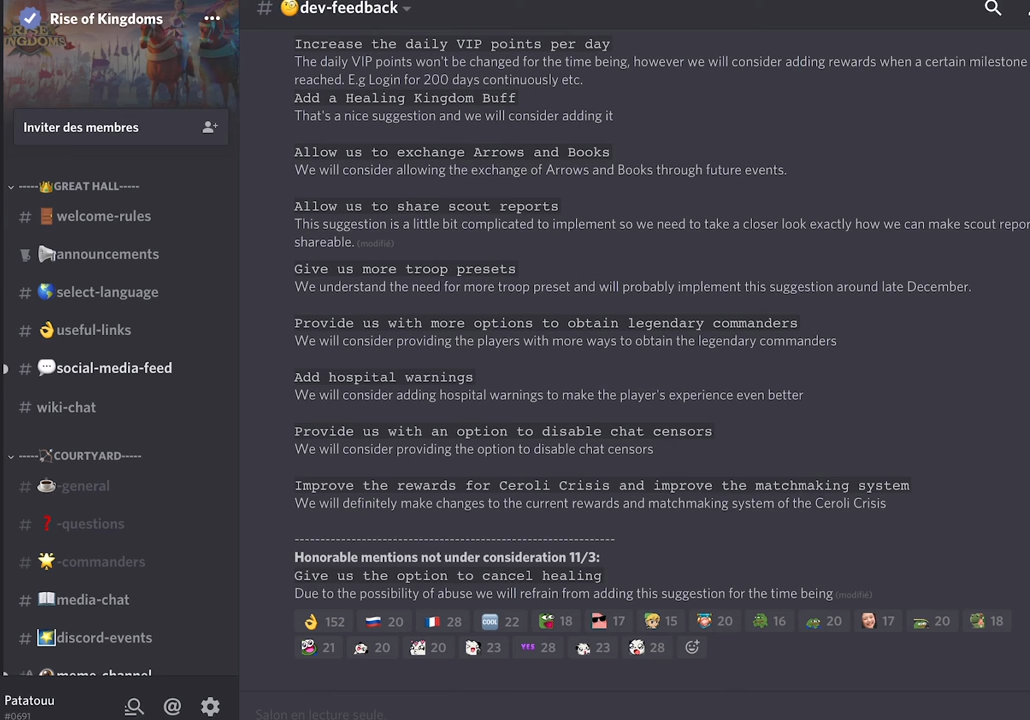 Rise of Kingdoms
Inviter des membres
-----👑GREAT HALL-----
# 🚪welcome-rules
📢announcements
# 🌎select-language
# 👌useful-links
# 💬social-media-feed
# wiki-chat
-----🏹COURTYARD-----
# ☕-general
# ❓-questions
# 🌟-commanders
# 📖media-chat
# discord-events
meme-channel
Patatouu
#0691
# 🤔dev-feedback
Increase the daily VIP points per day
The daily VIP points won't be changed for the time being, however we will consider adding rewards when a certain milestone
reached. E.g Login for 200 days continuously etc.
Add a Healing Kingdom Buff
That's a nice suggestion and we will consider adding it
Allow us to exchange Arrows and Books
We will consider allowing the exchange of Arrows and Books through future events.
Allow us to share scout reports
This suggestion is a little bit complicated to implement so we need to take a closer look exactly how we can make scout repor
shareable. (modifié)
Give us more troop presets
We understand the need for more troop preset and will probably implement this suggestion around late December.
Provide us with more options to obtain legendary commanders
We will consider providing the players with more ways to obtain the legendary commanders
Add hospital warnings
We will consider adding hospital warnings to make the player's experience even better
Provide us with an option to disable chat censors
We will consider providing the option to disable chat censors
Improve the rewards for Ceroli Crisis and improve the matchmaking system
We will definitely make changes to the current rewards and matchmaking system of the Ceroli Crisis
------------------------------------------------------------
Honorable mentions not under consideration 11/3:
Give us the option to cancel healing
Due to the possibility of abuse we will refrain from adding this suggestion for the time being (modifié)
152 20 28 COOL 22 18 17 15 20 16 20 17 20 18
21 20 20 23 YES 28 23 28
Salon en lecture seule.